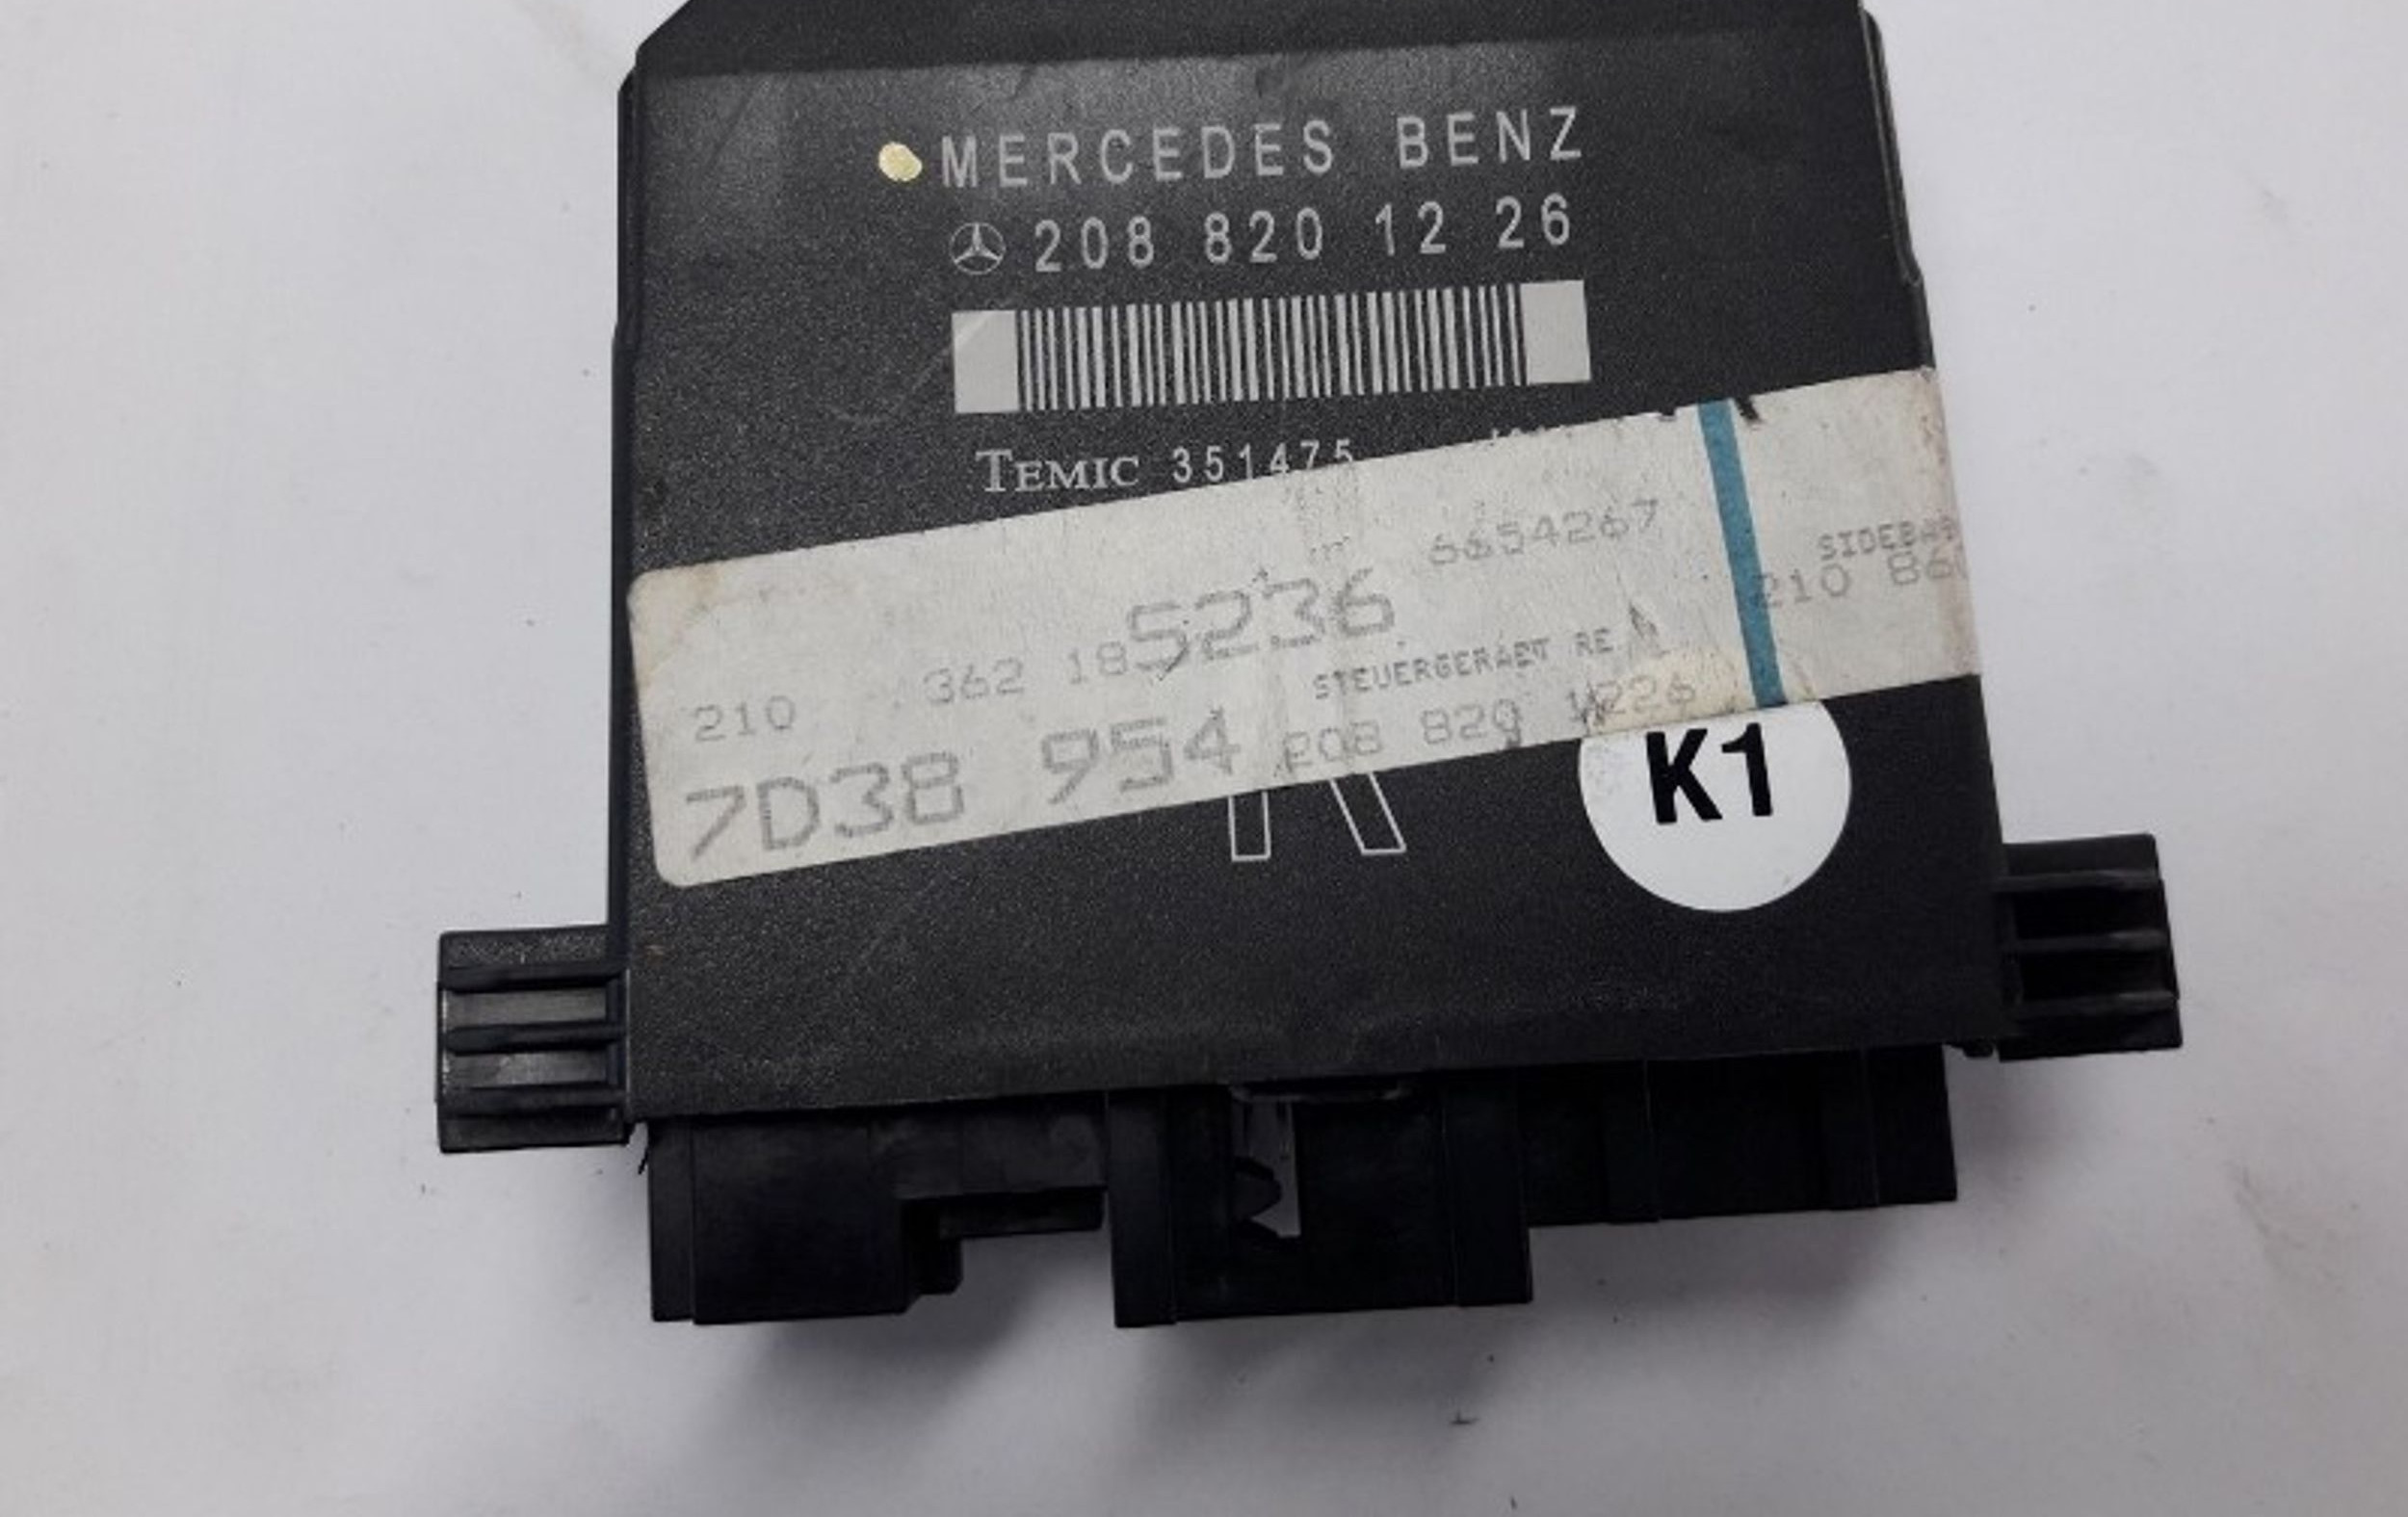 MERCEDES BENZ
208 820 12 26
TEMIC 351475
6654267
SIDEBA
5236
210 86
210 362 18
STEUERGERAET RE
7D38 954 208 820 1226
K1